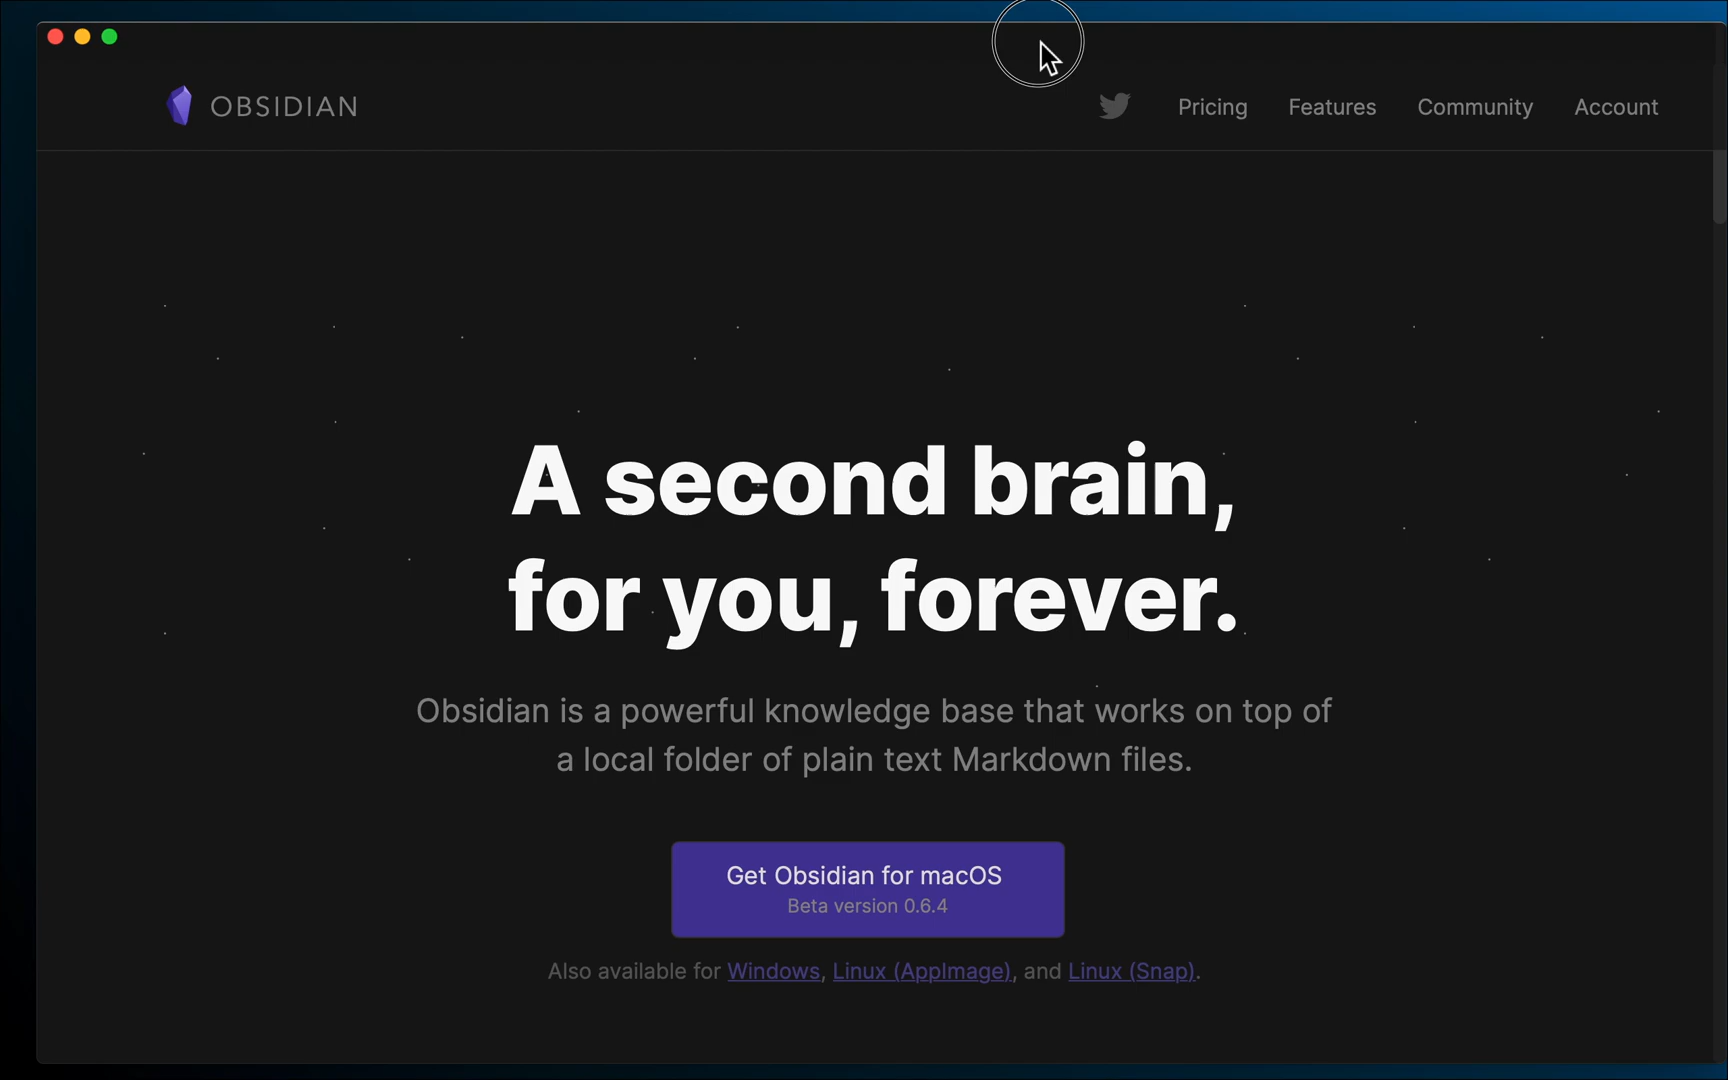 OBSIDIAN
Pricing Features Community Account
A second brain,
for you, forever.
Obsidian is a powerful knowledge base that works on top of
a local folder of plain text Markdown files.
Get Obsidian for macOS
Beta version 0.6.4
Also available for Windows, Linux (AppImage), and Linux (Snap).